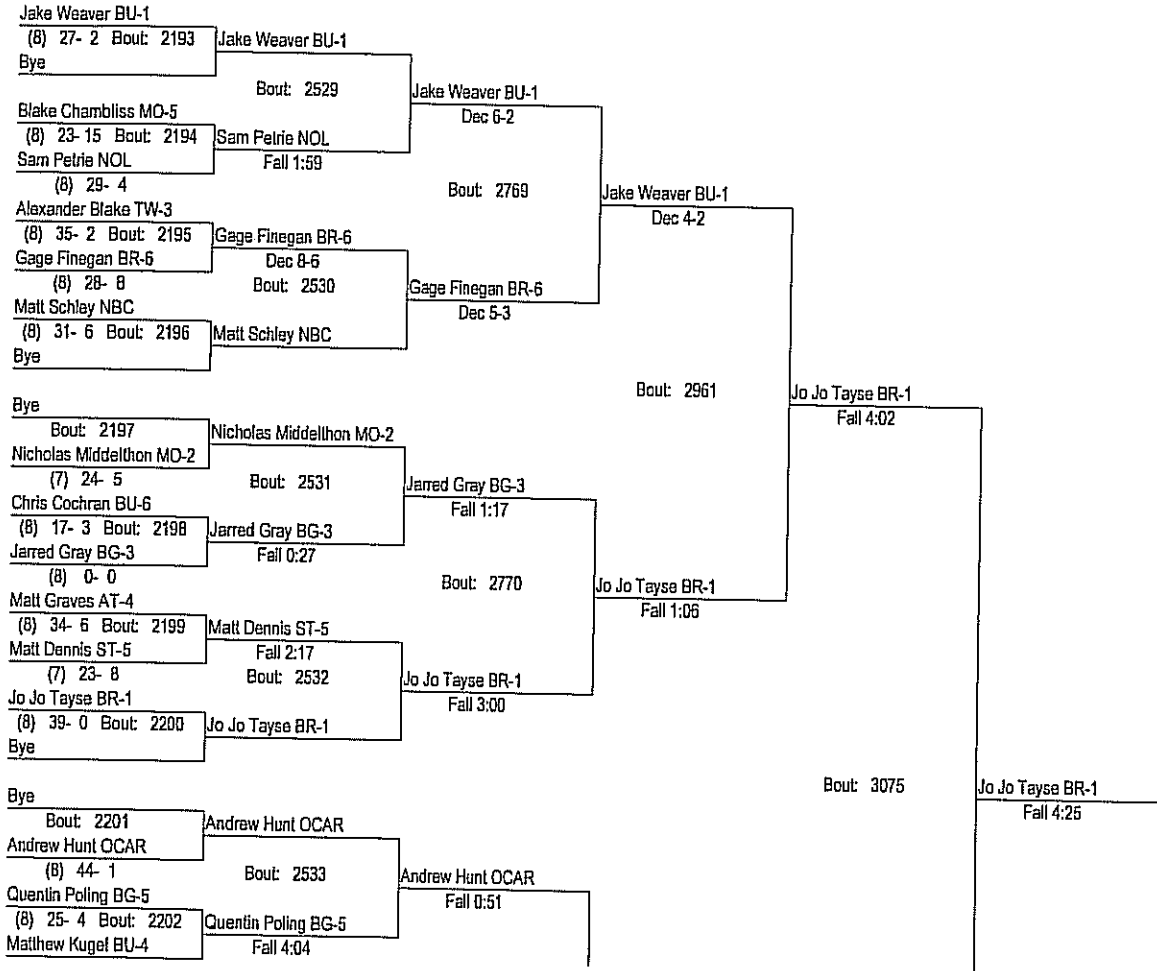 Jake Weaver BU-1
(8) 27- 2 Bout: 2193
Bye
Jake Weaver BU-1
Bout: 2529
Blake Chambliss MO-5
(8) 23- 15 Bout: 2194
Sam Petrie NOL
(8) 29- 4
Sam Petrie NOL
Fall 1:59
Jake Weaver BU-1
Dec 6-2
Bout: 2769
Alexander Blake TW-3
(8) 35- 2 Bout: 2195
Gage Finegan BR-6
(8) 28- 8
Gage Finegan BR-6
Dec 8-6
Bout: 2530
Matt Schley NBC
(8) 31- 6 Bout: 2196
Bye
Matt Schley NBC
Gage Finegan BR-6
Dec 5-3
Jake Weaver BU-1
Dec 4-2
Bout: 2961
Bye
Bout: 2197
Nicholas Middelthon MO-2
(7) 24- 5
Nicholas Middelthon MO-2
Bout: 2531
Chris Cochran BU-6
(8) 17- 3 Bout: 2198
Jarred Gray BG-3
(8) 0- 0
Jarred Gray BG-3
Fall 0:27
Jarred Gray BG-3
Fall 1:17
Bout: 2770
Matt Graves AT-4
(8) 34- 6 Bout: 2199
Matt Dennis ST-5
(7) 23- 8
Matt Dennis ST-5
Fall 2:17
Bout: 2532
Jo Jo Tayse BR-1
(8) 39- 0 Bout: 2200
Bye
Jo Jo Tayse BR-1
Jo Jo Tayse BR-1
Fall 3:00
Jo Jo Tayse BR-1
Fall 1:06
Jo Jo Tayse BR-1
Fall 4:02
Bout: 3075
Jo Jo Tayse BR-1
Fall 4:25
Bye
Bout: 2201
Andrew Hunt OCAR
(8) 44- 1
Andrew Hunt OCAR
Bout: 2533
Quentin Poling BG-5
(8) 25- 4 Bout: 2202
Matthew Kugel BU-4
Quentin Poling BG-5
Fall 4:04
Andrew Hunt OCAR
Fall 0:51